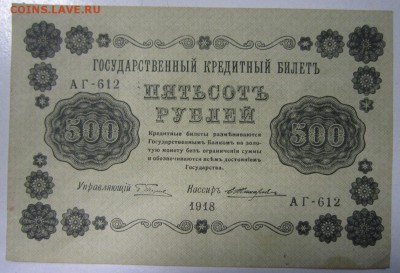 COINS.LAVE.RU
ГОСУДАРСТВЕННЫЙ КРЕДИТНЫЙ БИЛЕТЪ
АГ-612
ПЯТЬСОТЪ
РУБЛЕЙ
500
500
Кредитные билеты размѣниваются
Государственнымъ Банкомъ на золо-
тую монету безъ ограниченія суммы
и обезпечиваются всѣмъ достояніемъ
Государства.
Управляющій
Кассиръ
1918
АГ-612